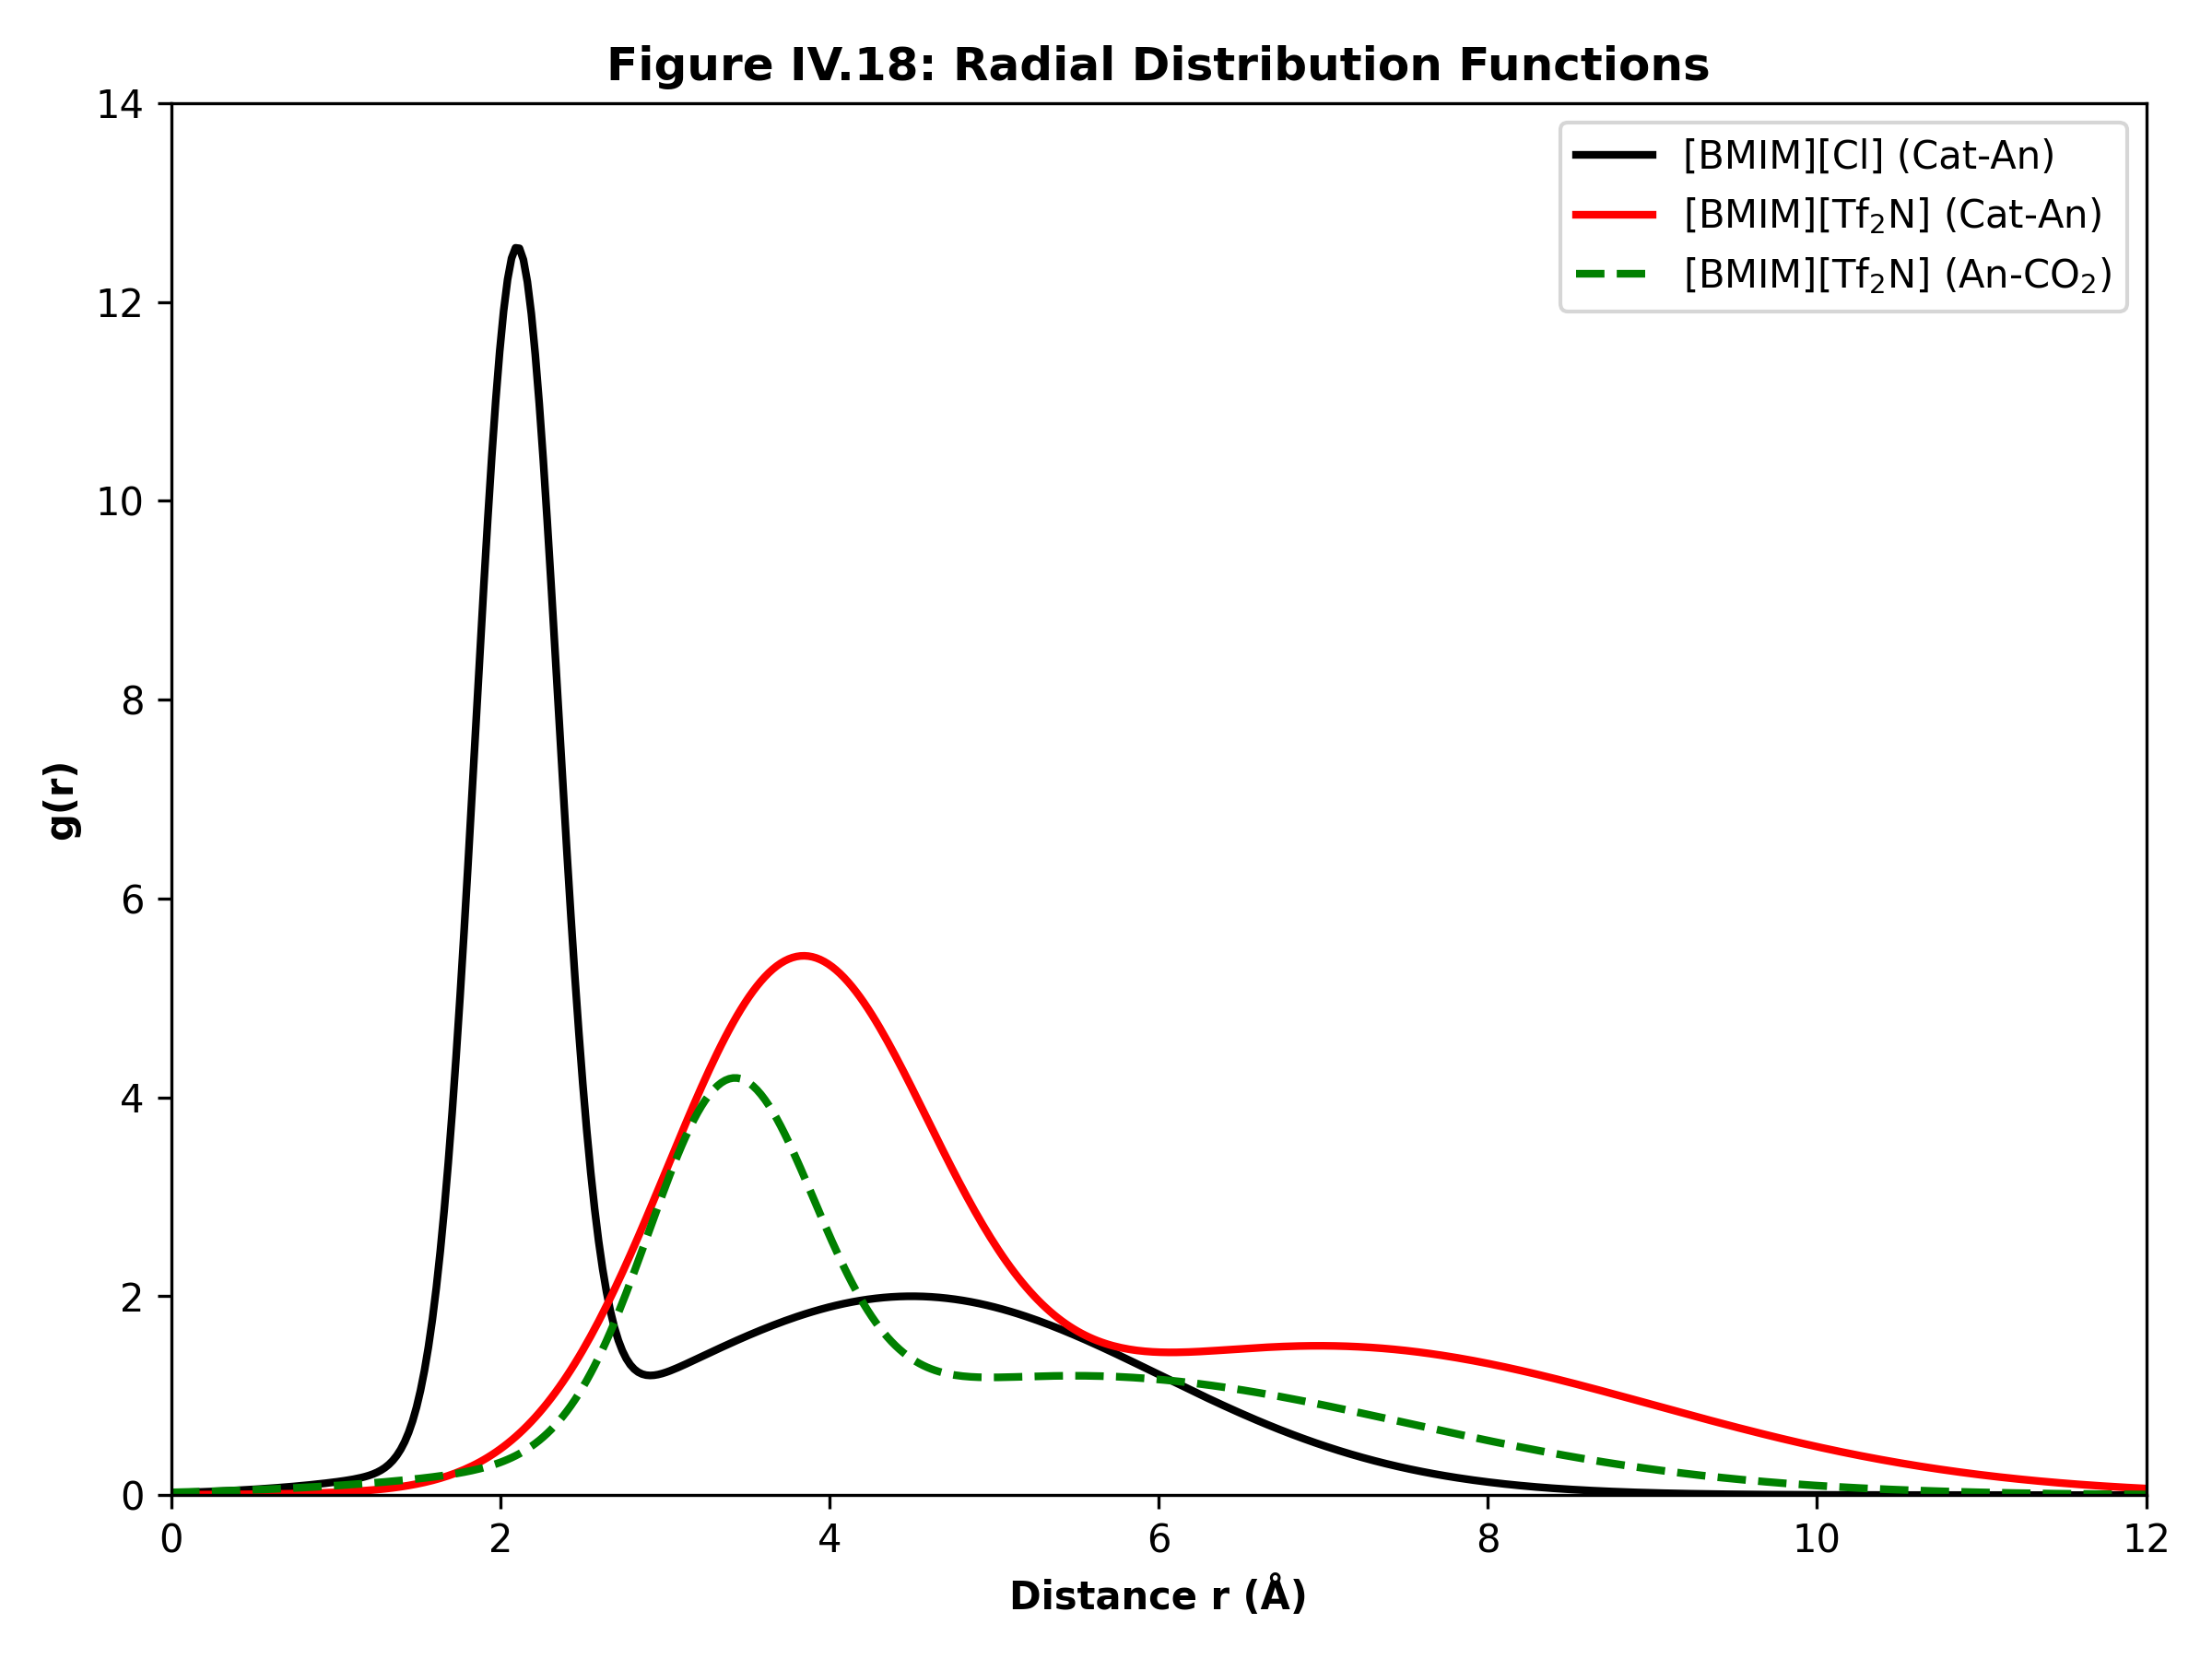 Figure IV.18: Radial Distribution Functions
14
12
10
8
6
4
2
0
g(r)
[BMIM][Cl] (Cat-An)
[BMIM][Tf₂N] (Cat-An)
[BMIM][Tf₂N] (An-CO₂)
0 2 4 6 8 10 12
Distance r (Å)